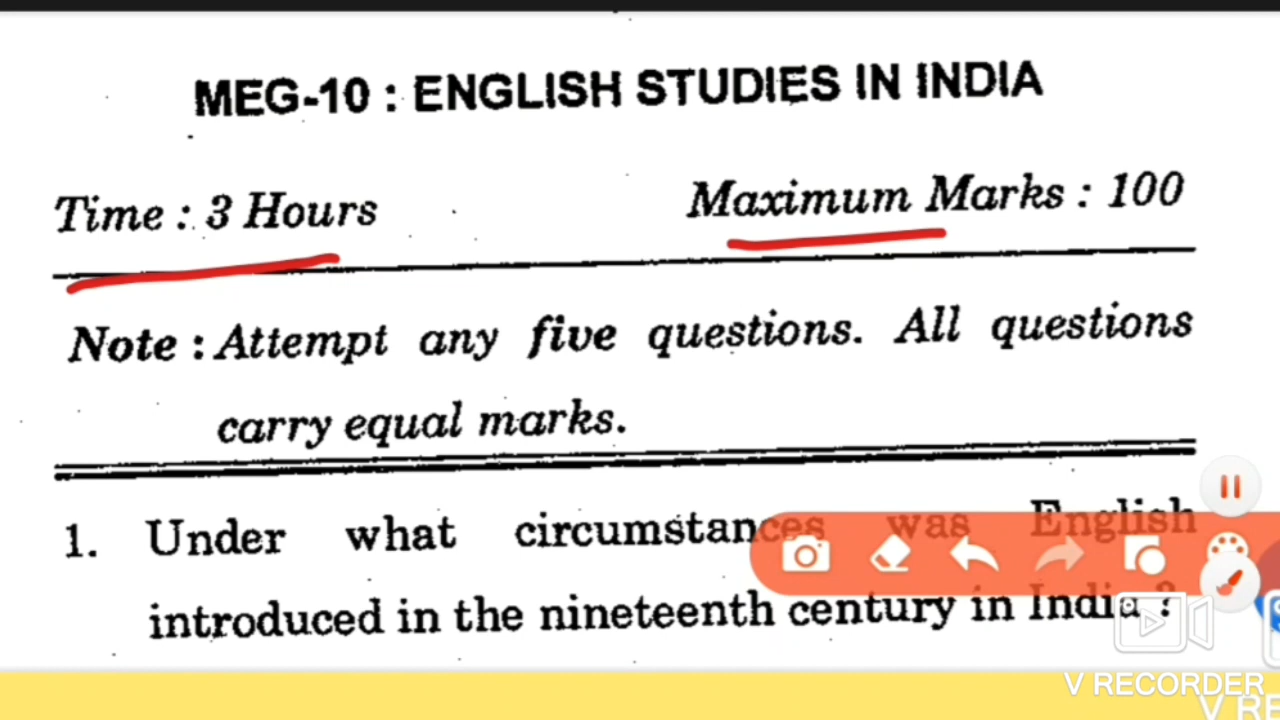 MEG-10 : ENGLISH STUDIES IN INDIA
Time : 3 Hours Maximum Marks : 100
Note : Attempt any five questions. All questions
carry equal marks.
1. Under what circumstances was English
introduced in the nineteenth century in India ?
V RECORDER
V RE